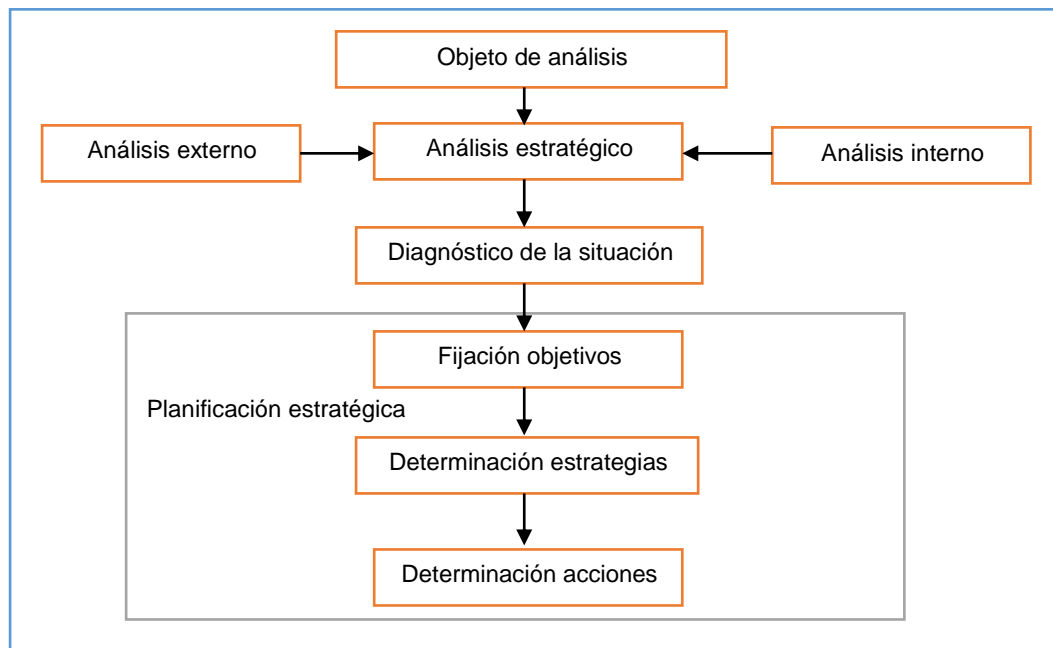 Objeto de análisis
Análisis externo
Análisis estratégico
Análisis interno
Diagnóstico de la situación
Fijación objetivos
Planificación estratégica
Determinación estrategias
Determinación acciones